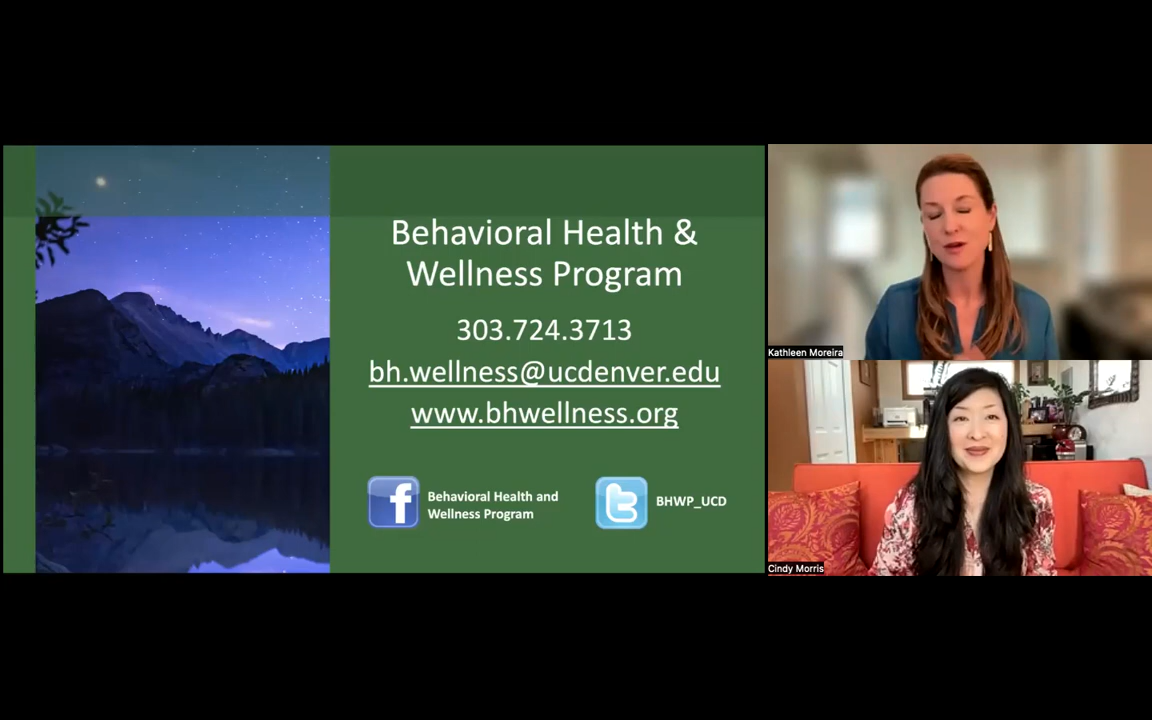 Behavioral Health &
Wellness Program
303.724.3713
bh.wellness@ucdenver.edu
www.bhwellness.org
Behavioral Health and
Wellness Program
BHWP_UCD
Kathleen Moreira
Cindy Morris